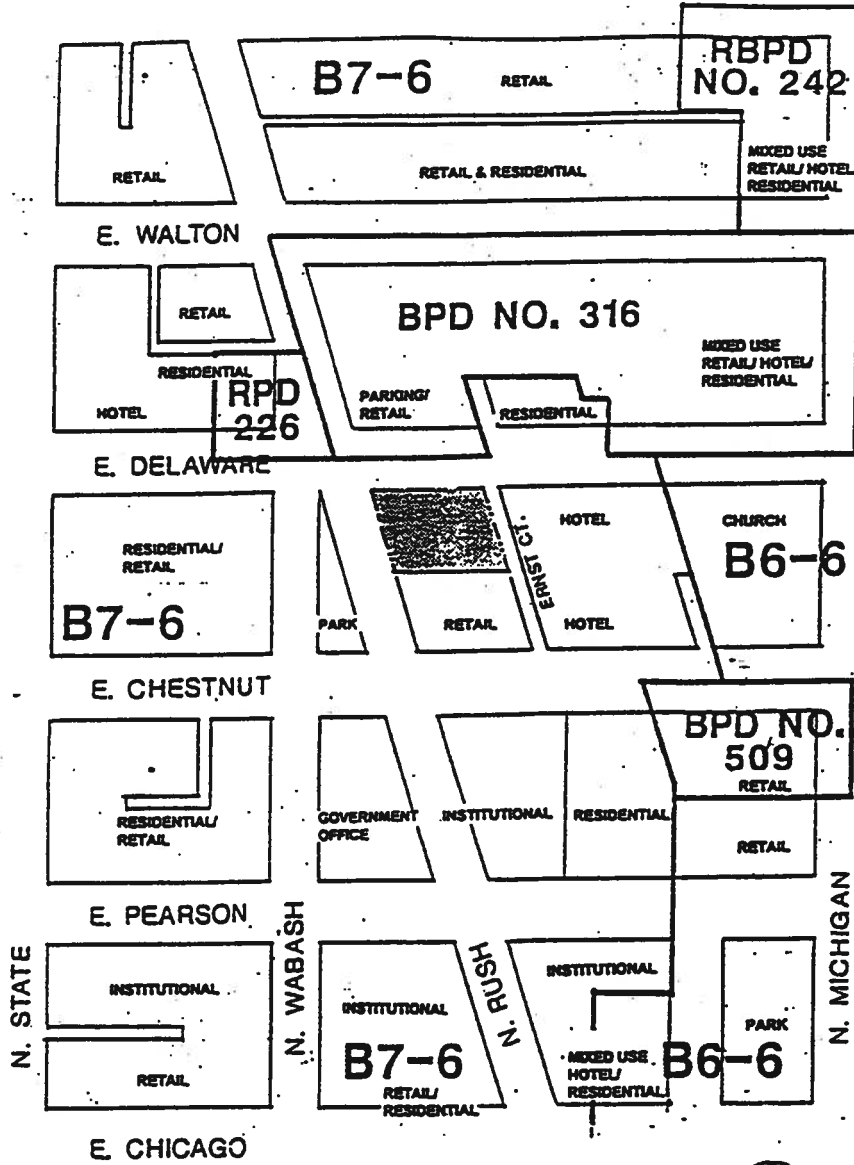 B7-6
RETAIL
RBPD
NO. 242
RETAIL
RETAIL & RESIDENTIAL
MIXED USE
RETAIL/ HOTEL
RESIDENTIAL
E. WALTON
RETAIL
BPD NO. 316
MIXED USE
RETAIL/ HOTEL/
RESIDENTIAL
RESIDENTIAL
HOTEL
RPD
226
PARKING/
RETAIL
RESIDENTIAL
E. DELAWARE
RESIDENTIAL/
RETAIL
B7-6
PARK
RETAIL
ERNST CT.
HOTEL
HOTEL
CHURCH
B6-6
E. CHESTNUT
BPD NO.
509
RETAIL
RESIDENTIAL/
RETAIL
GOVERNMENT
OFFICE
INSTITUTIONAL
RESIDENTIAL
RETAIL
E. PEARSON
N. STATE
N. WABASH
N. RUSH
N. MICHIGAN
INSTITUTIONAL
RETAIL
INSTITUTIONAL
B7-6
RETAIL/
RESIDENTIAL
INSTITUTIONAL
MIXED USE
HOTEL/
RESIDENTIAL
B6-6
PARK
E. CHICAGO